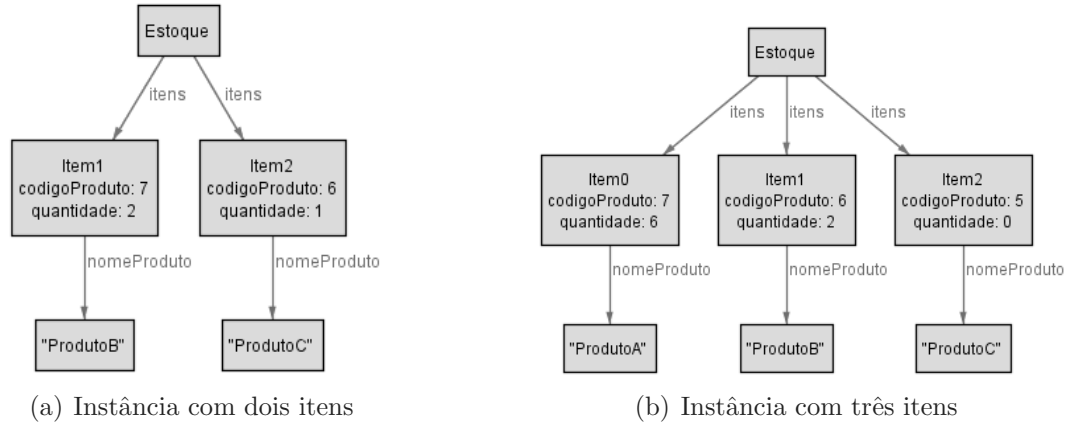 Estoque
itens
itens
Item1
codigoProduto: 7
quantidade: 2
Item2
codigoProduto: 6
quantidade: 1
nomeProduto
nomeProduto
"ProdutoB"
"ProdutoC"
(a) Instância com dois itens
Estoque
itens
itens
itens
Item0
codigoProduto: 7
quantidade: 6
Item1
codigoProduto: 6
quantidade: 2
Item2
codigoProduto: 5
quantidade: 0
nomeProduto
nomeProduto
nomeProduto
"ProdutoA"
"ProdutoB"
"ProdutoC"
(b) Instância com três itens